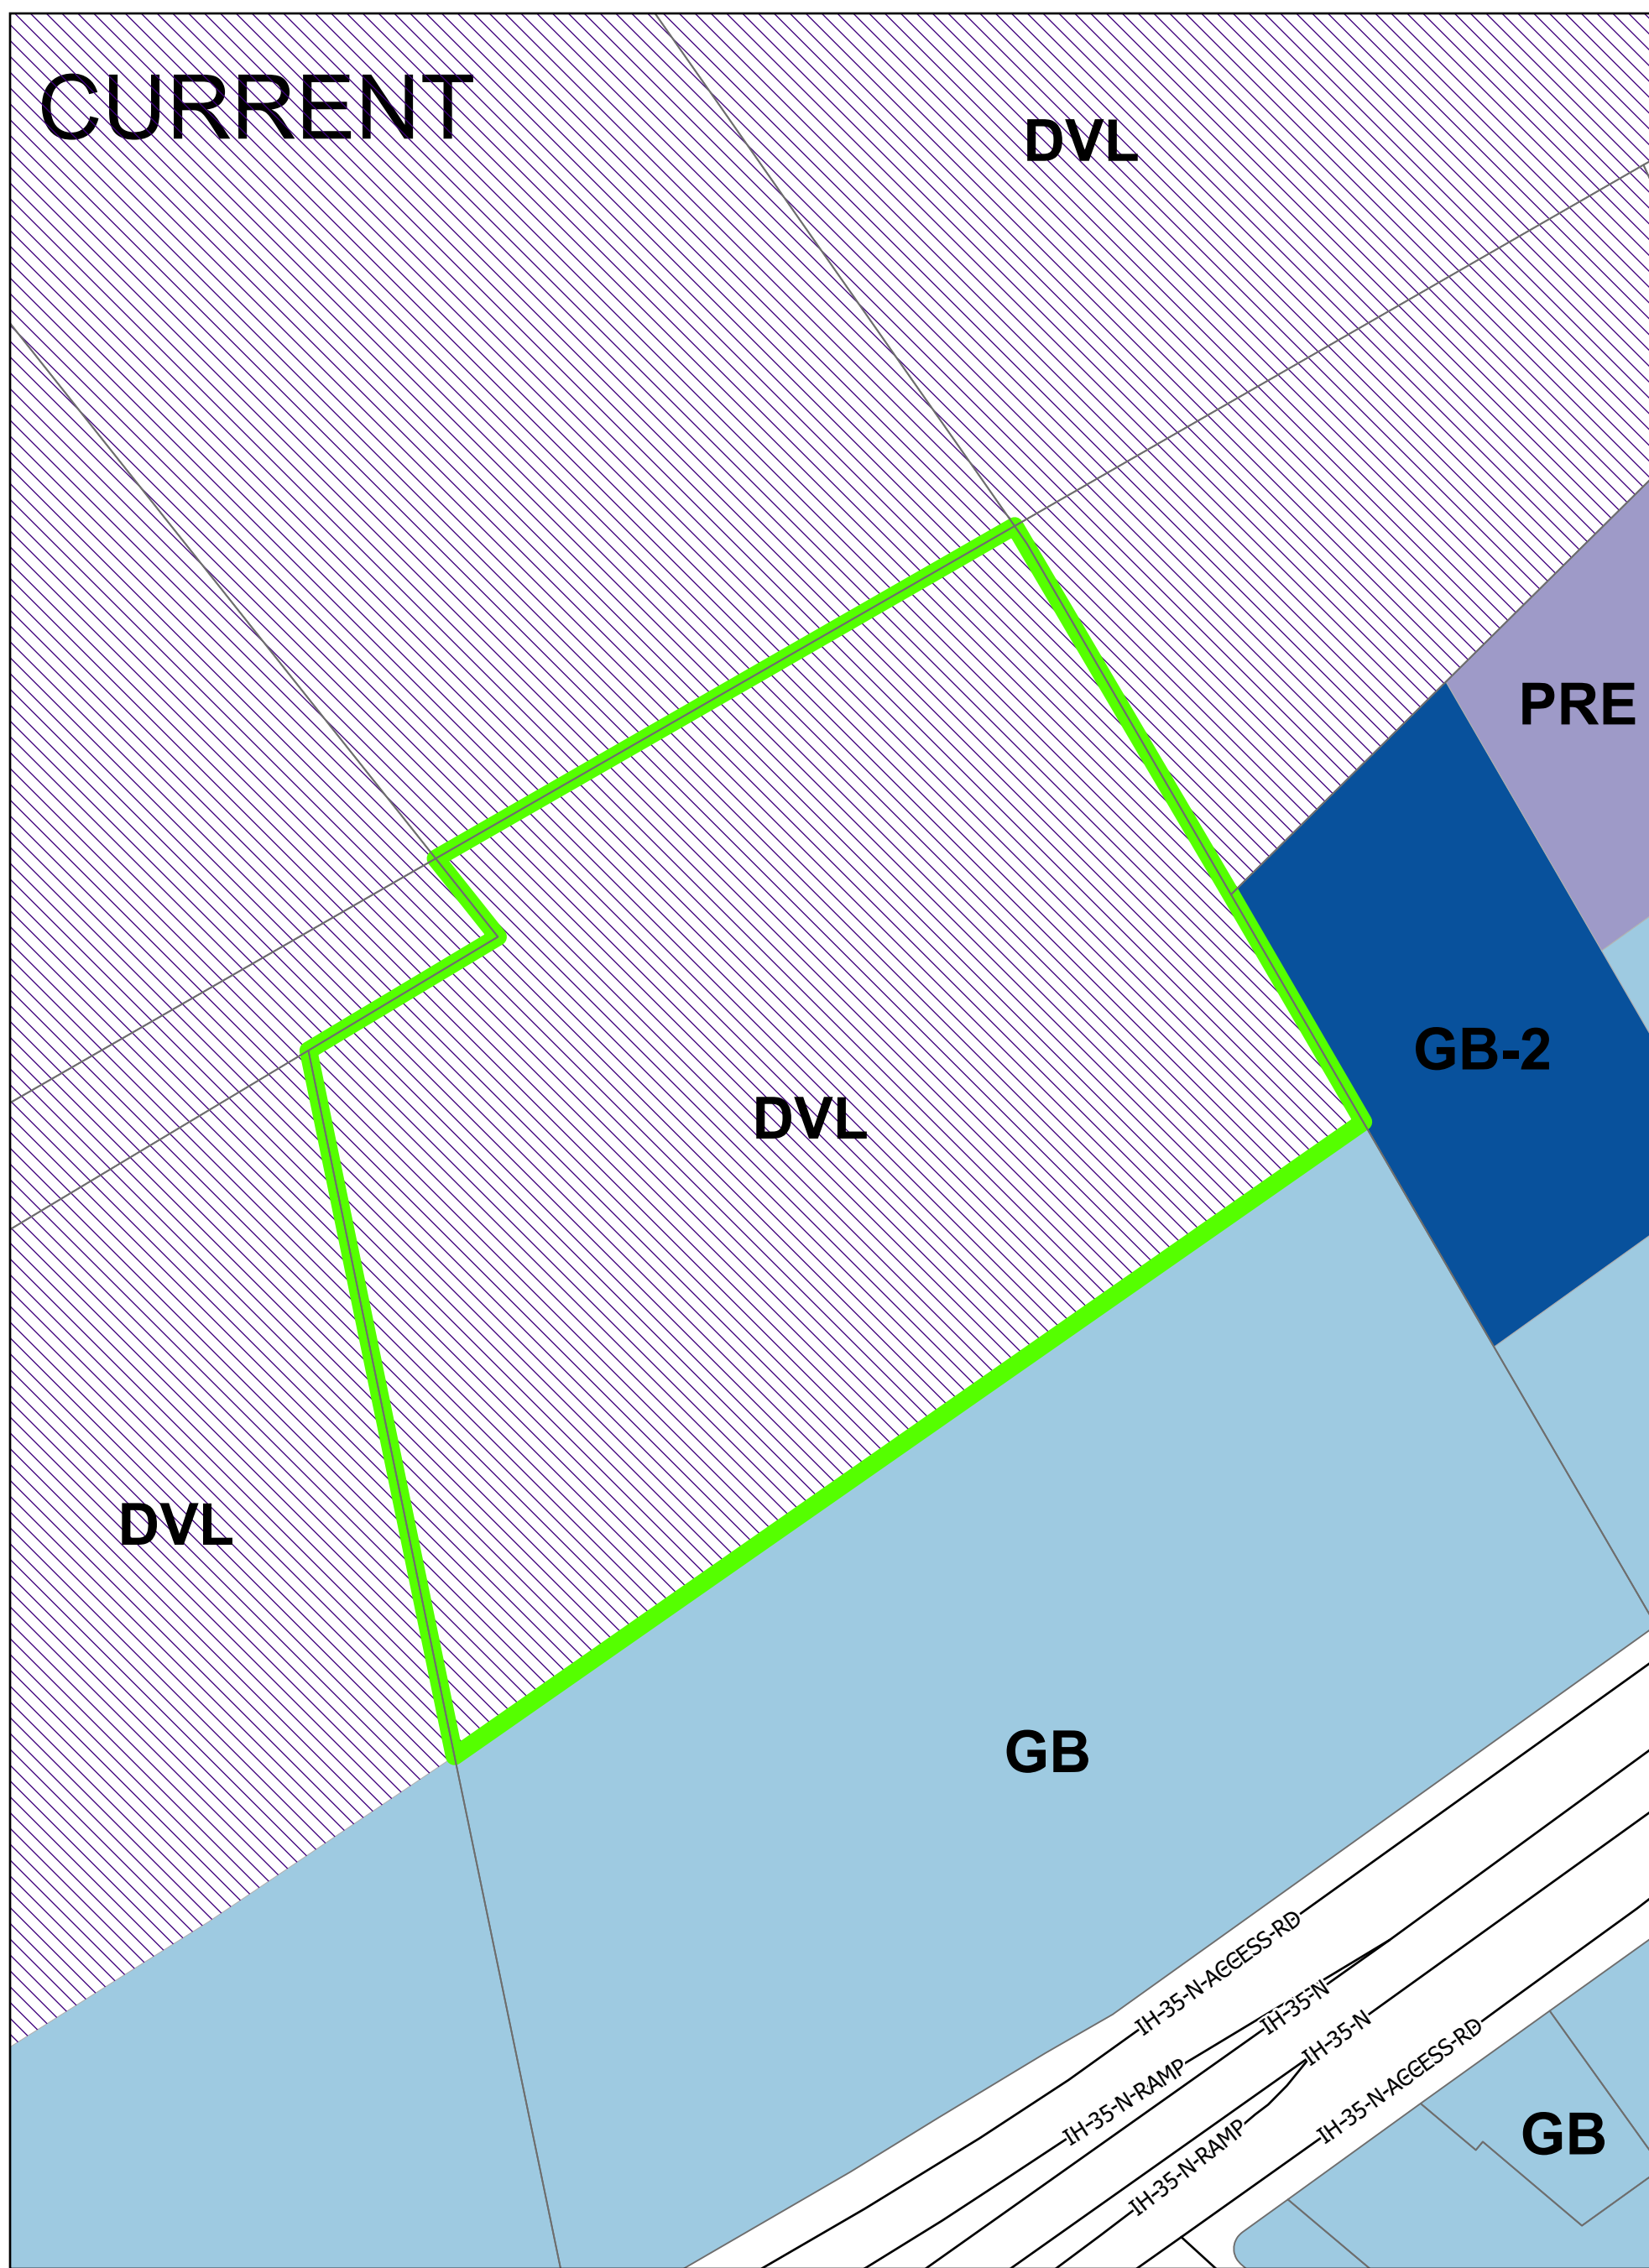 CURRENT
DVL
PRE
GB-2
DVL
DVL
GB
IH-35-N-ACCESS-RD
IH-35-N
IH-35-N
IH-35-N-RAMP
IH-35-N-ACCESS-RD
IH-35-N-RAMP
GB